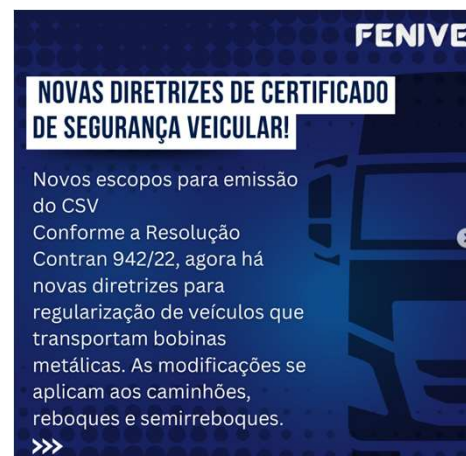 FENIVE
NOVAS DIRETRIZES DE CERTIFICADO
DE SEGURANÇA VEICULAR!
Novos escopos para emissão
do CSV
Conforme a Resolução
Contran 942/22, agora há
novas diretrizes para
regularização de veículos que
transportam bobinas
metálicas. As modificações se
aplicam aos caminhões,
reboques e semirreboques.
>>>